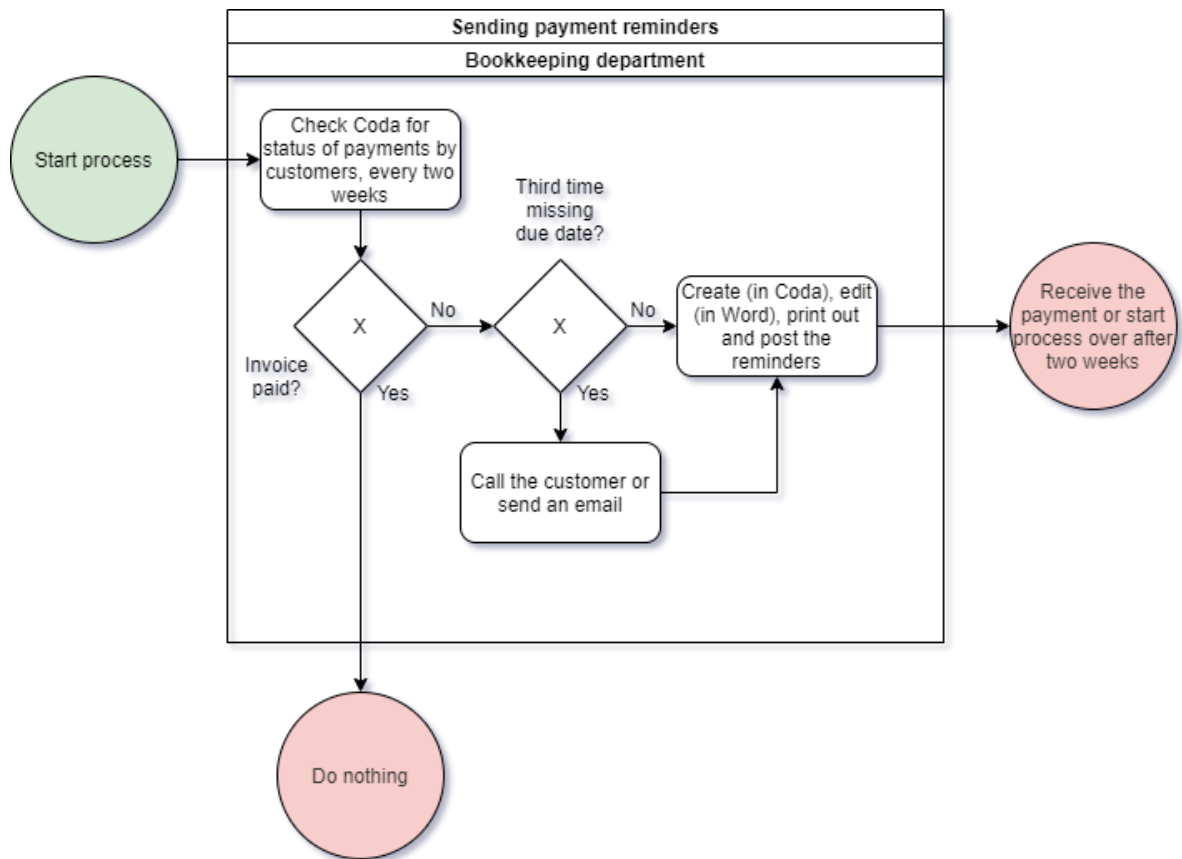 Sending payment reminders
Bookkeeping department
Start process
Check Coda for
status of payments by
customers, every two
weeks
Third time
missing
due date?
X
No
X
No
Invoice
paid?
Yes
Yes
Create (in Coda), edit
(in Word), print out
and post the
reminders
Receive the
payment or start
process over after
two weeks
Call the customer or
send an email
Do nothing